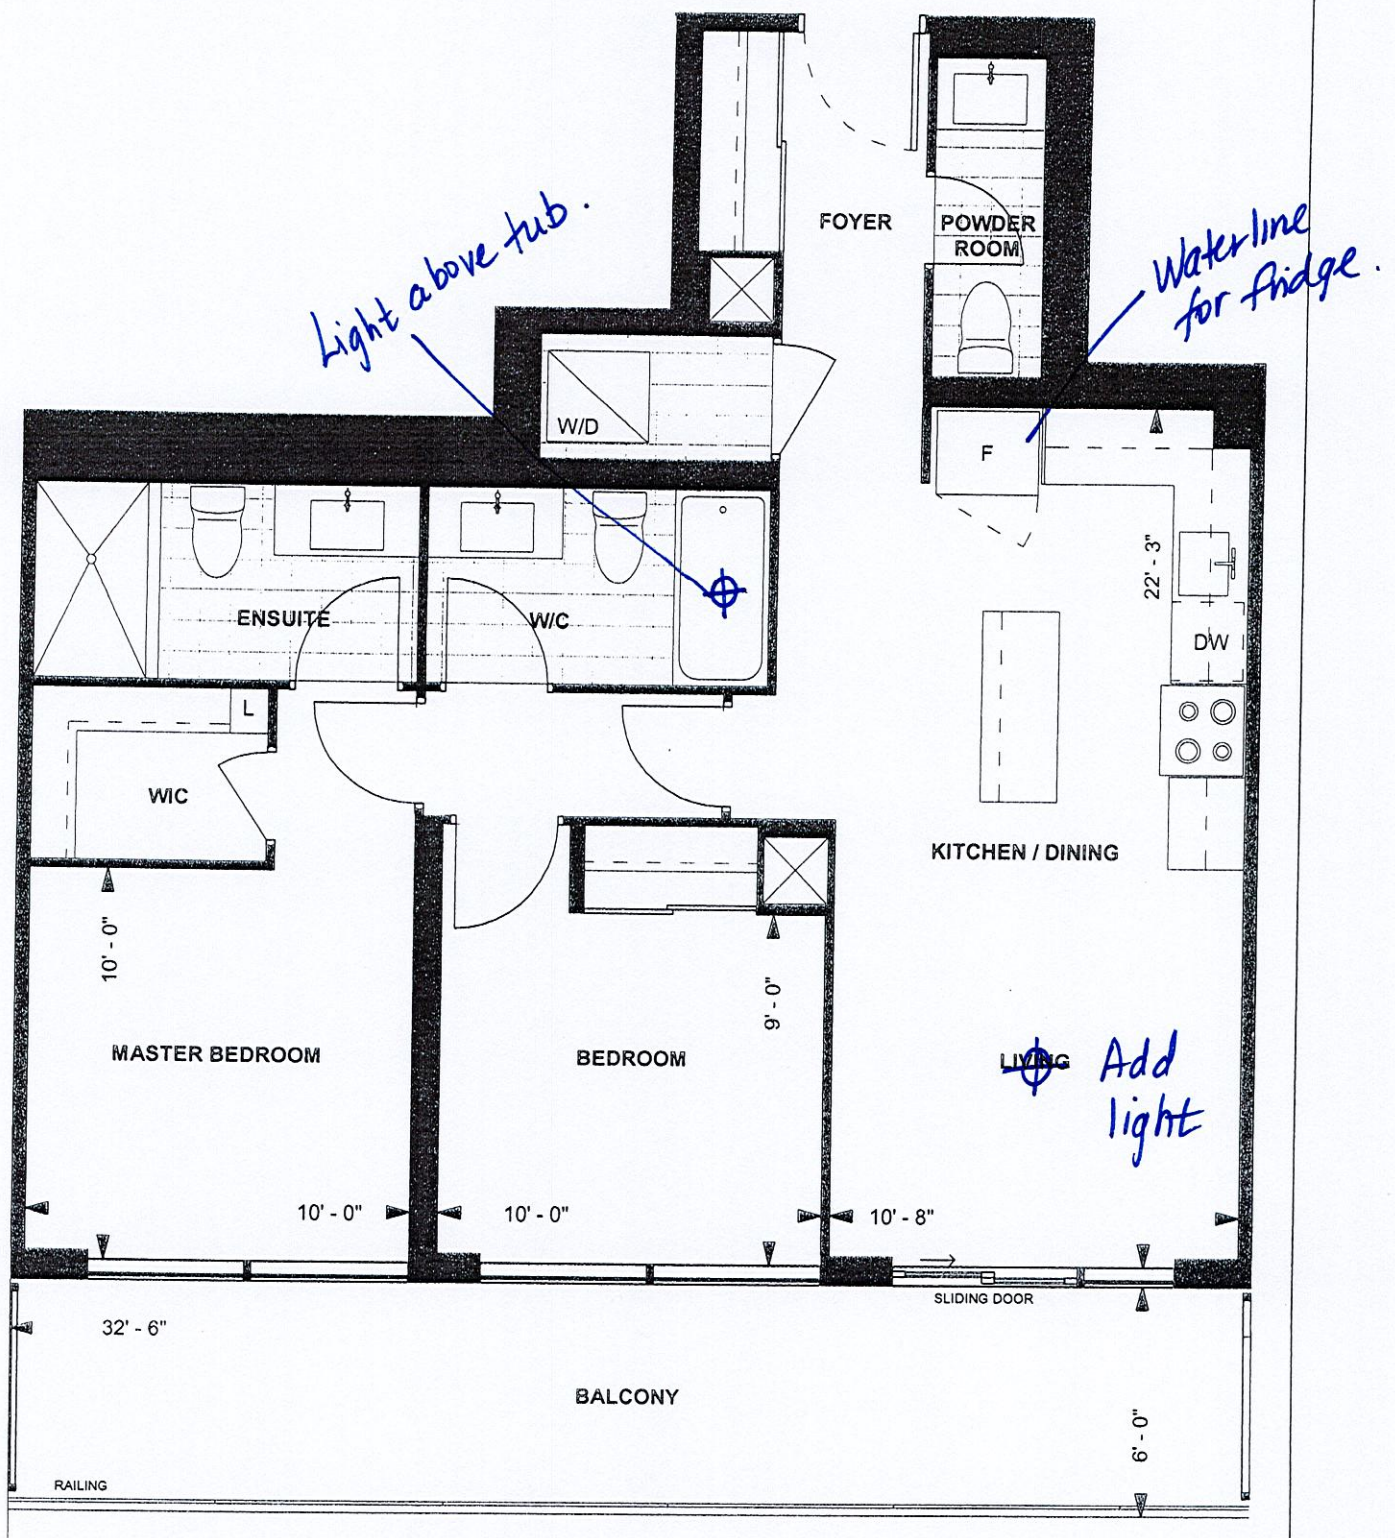 FOYER
POWDER
ROOM
Light above tub.
Waterline
for fridge.
W/D
F
22' - 3"
ENSUITE
W/C
DW
L
WIC
KITCHEN / DINING
10' - 0"
9' - 0"
MASTER BEDROOM
BEDROOM
LIVING
Add
light
10' - 0"
10' - 0"
10' - 8"
SLIDING DOOR
32' - 6"
BALCONY
6' - 0"
RAILING